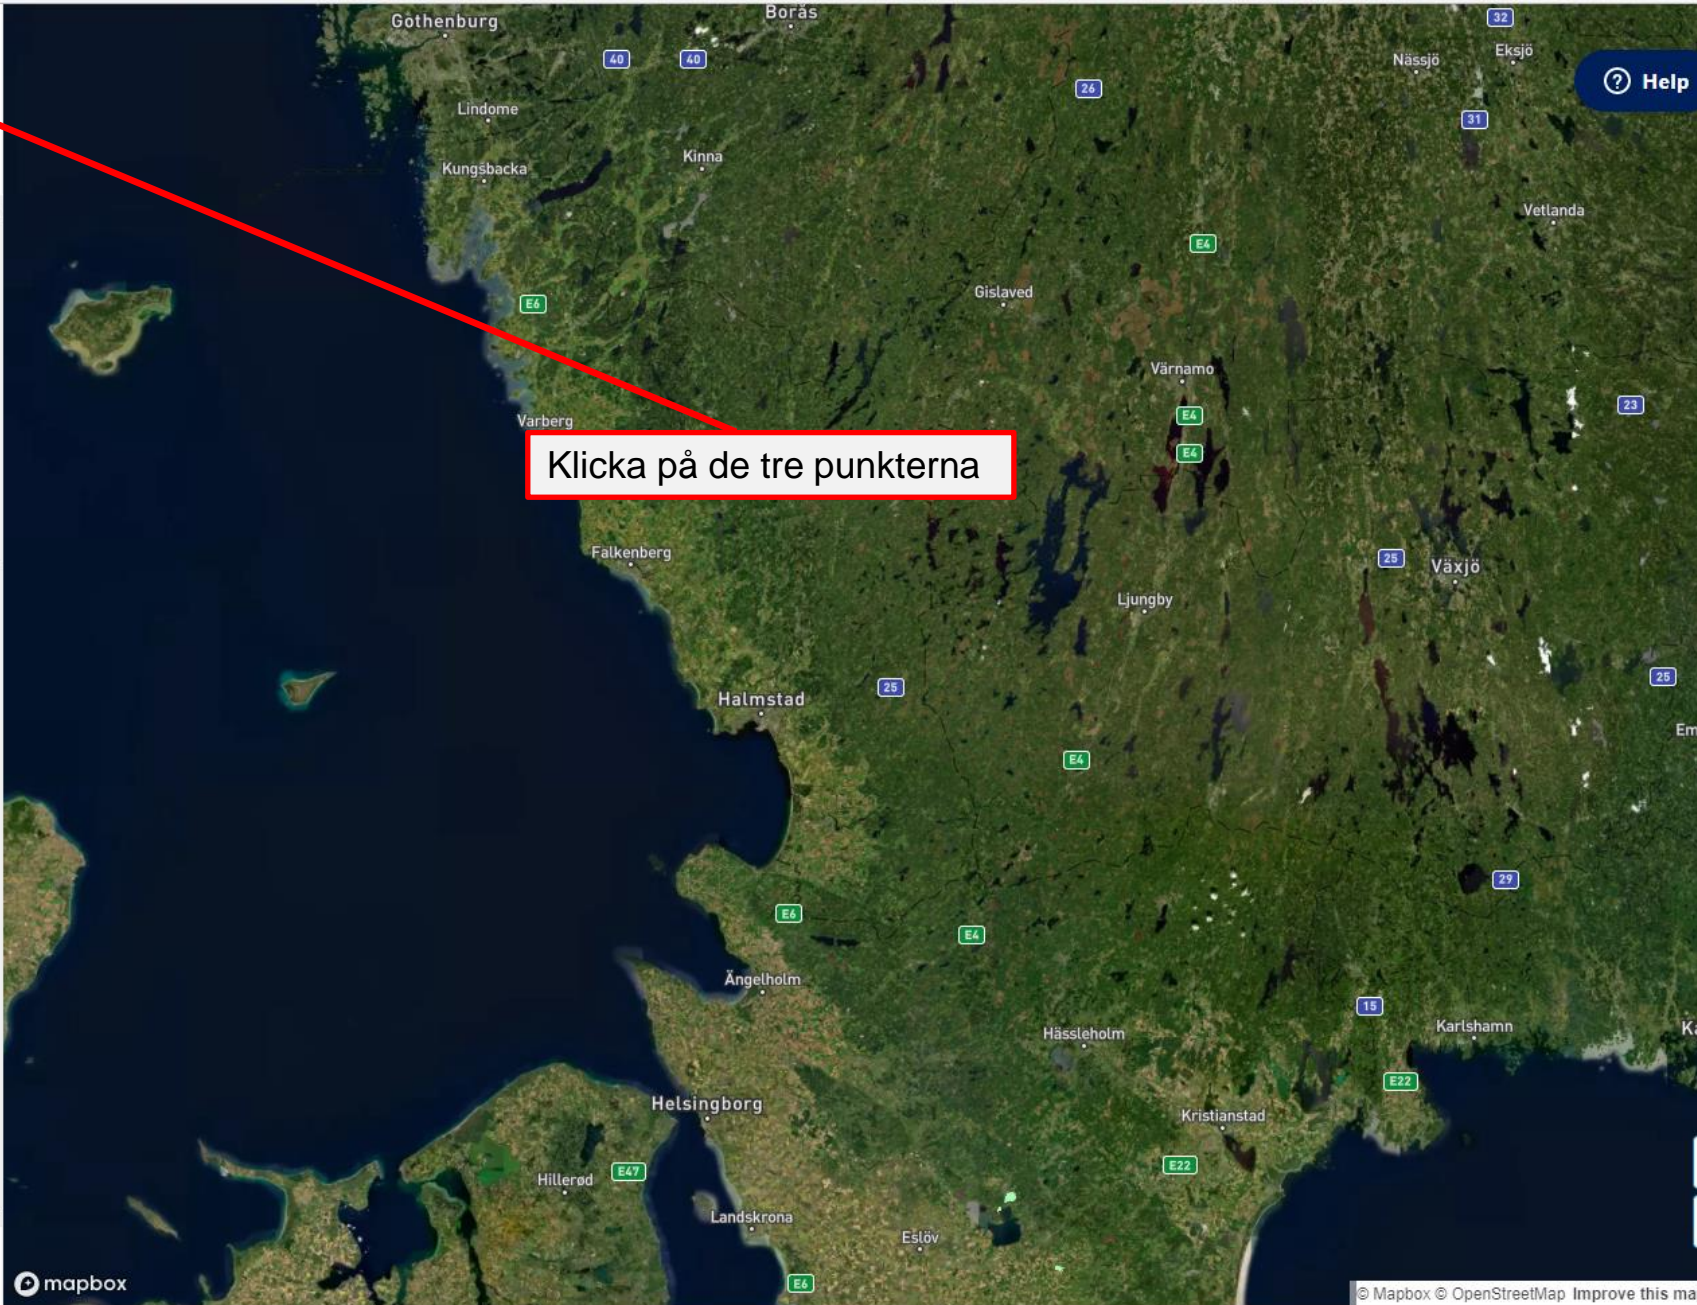 Gothenburg
Borås
32
Nässjö
Eksjö
40
40
26
Help
Lindome
31
Kungsbacka
Kinna
Vetlanda
E4
Gislaved
E6
Värnamo
E4
23
Varberg
Klicka på de tre punkterna
E4
Falkenberg
25
Växjö
Ljungby
25
25
Halmstad
Em
E4
29
E6
E4
Ängelholm
15
Hässleholm
Karlshamn
E22
Helsingborg
Kristianstad
E22
E47
Hillerød
Landskrona
Eslöv
E6
mapbox
© Mapbox © OpenStreetMap Improve this ma